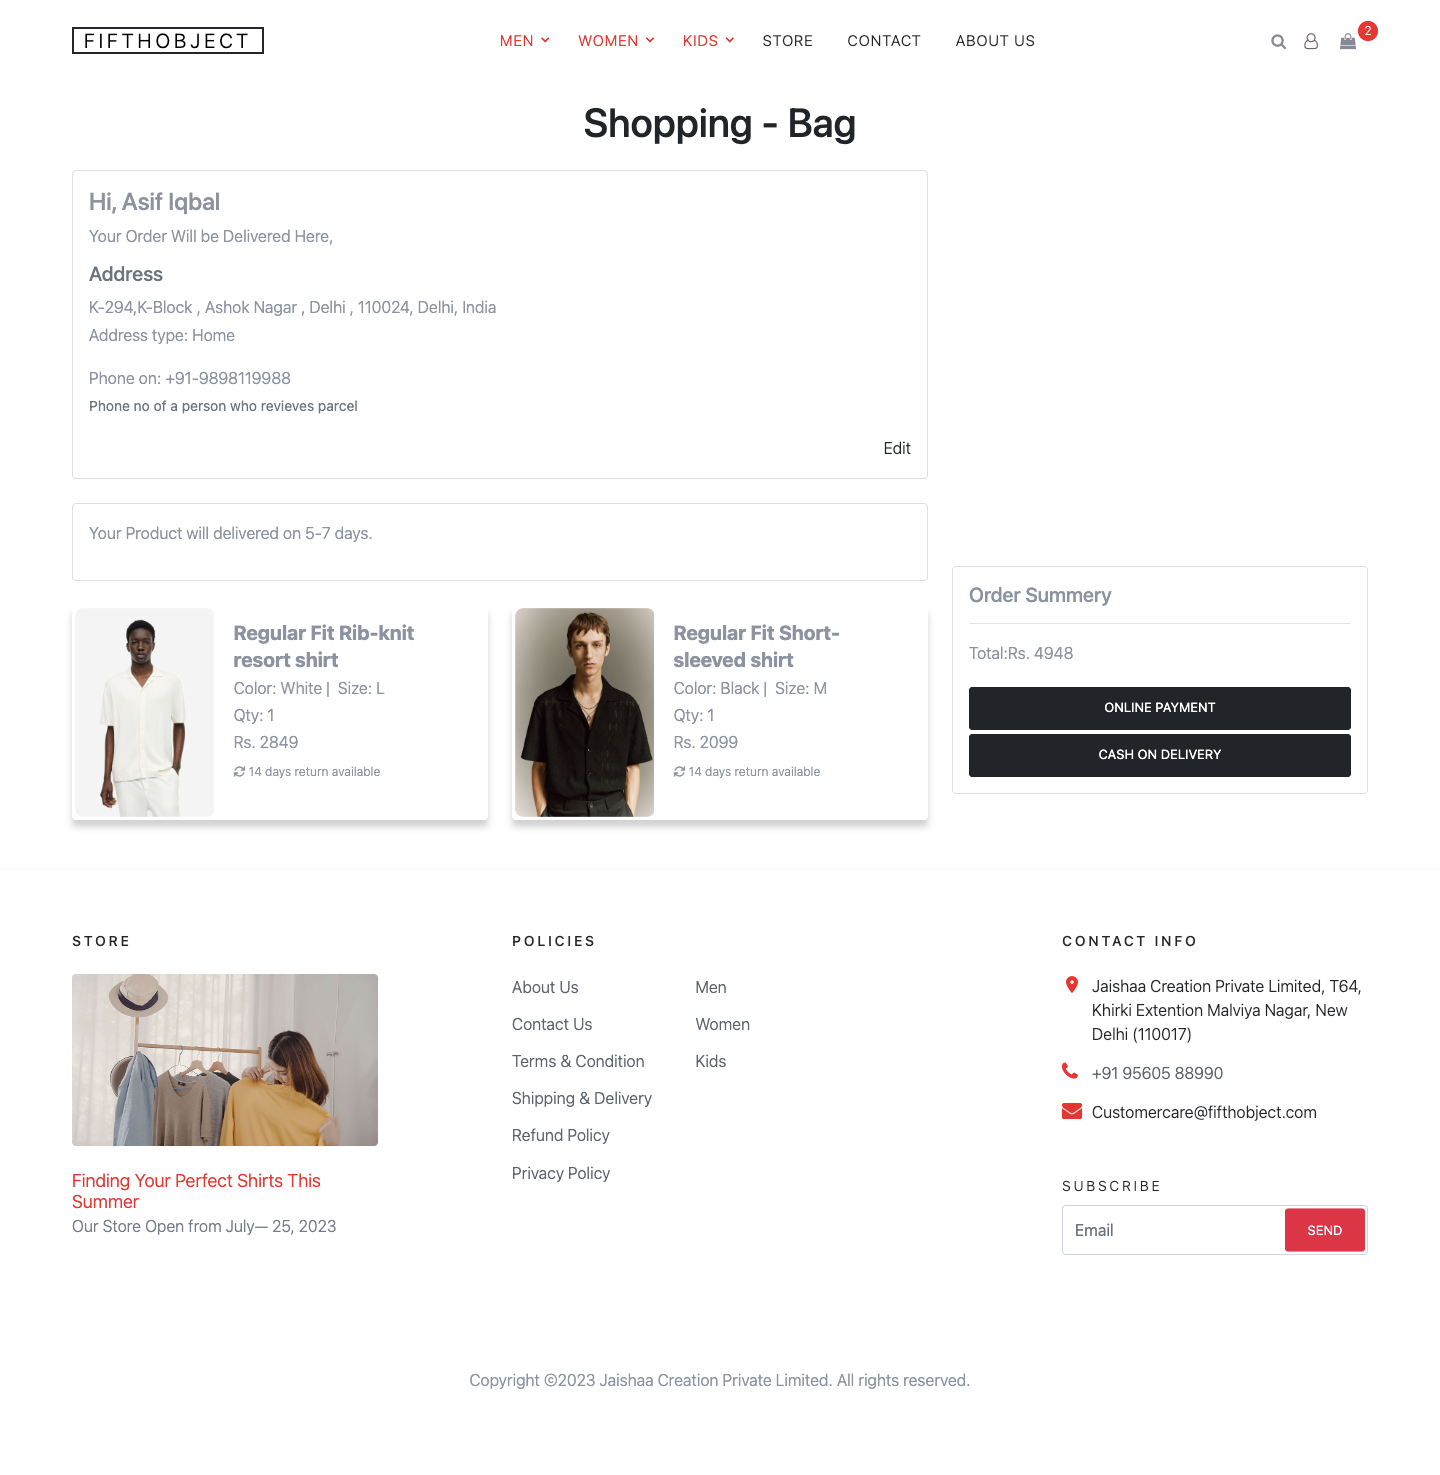 FIFTHOBJECT
MEN WOMEN KIDS STORE CONTACT ABOUT US
2
Shopping - Bag
Hi, Asif Iqbal
Your Order Will be Delivered Here,
Address
K-294,K-Block , Ashok Nagar , Delhi , 110024, Delhi, India
Address type: Home
Phone on: +91-9898119988
Phone no of a person who revieves parcel
Edit
Your Product will delivered on 5-7 days.
Regular Fit Rib-knit
resort shirt
Color: White | Size: L
Qty: 1
Rs. 2849
14 days return available
Regular Fit Short-
sleeved shirt
Color: Black | Size: M
Qty: 1
Rs. 2099
14 days return available
Order Summery
Total:Rs. 4948
ONLINE PAYMENT
CASH ON DELIVERY
STORE
Finding Your Perfect Shirts This
Summer
Our Store Open from July— 25, 2023
POLICIES
About Us
Contact Us
Terms & Condition
Shipping & Delivery
Refund Policy
Privacy Policy
Men
Women
Kids
CONTACT INFO
Jaishaa Creation Private Limited, T64,
Khirki Extention Malviya Nagar, New
Delhi (110017)
+91 95605 88990
Customercare@fifthobject.com
SUBSCRIBE
Email
SEND
Copyright ©2023 Jaishaa Creation Private Limited. All rights reserved.